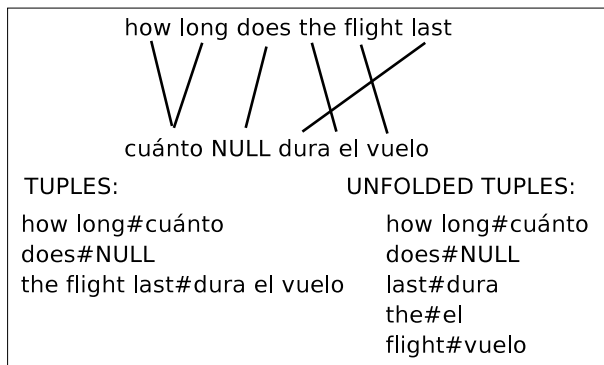 how long does the flight last
cuánto NULL dura el vuelo
TUPLES:
how long#cuánto
does#NULL
the flight last#dura el vuelo
UNFOLDED TUPLES:
how long#cuánto
does#NULL
last#dura
the#el
flight#vuelo